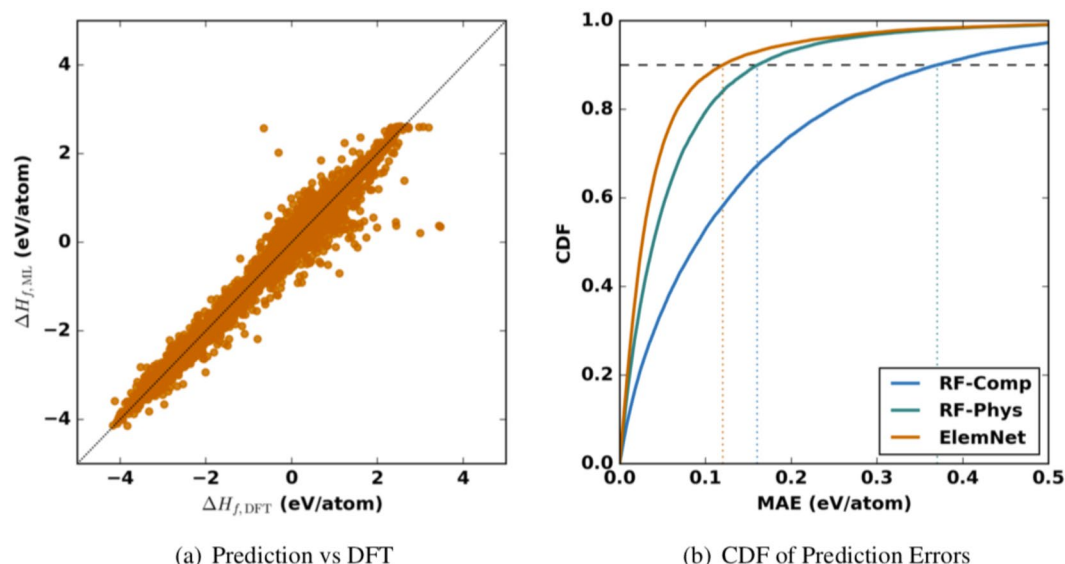 4
2
0
−2
−4
ΔH_{f,ML} (eV/atom)
−4 −2 0 2 4
ΔH_{f,DFT} (eV/atom)
(a) Prediction vs DFT
1.0
0.8
0.6
0.4
0.2
0.0
CDF
RF-Comp
RF-Phys
ElemNet
0.0 0.1 0.2 0.3 0.4 0.5
MAE (eV/atom)
(b) CDF of Prediction Errors